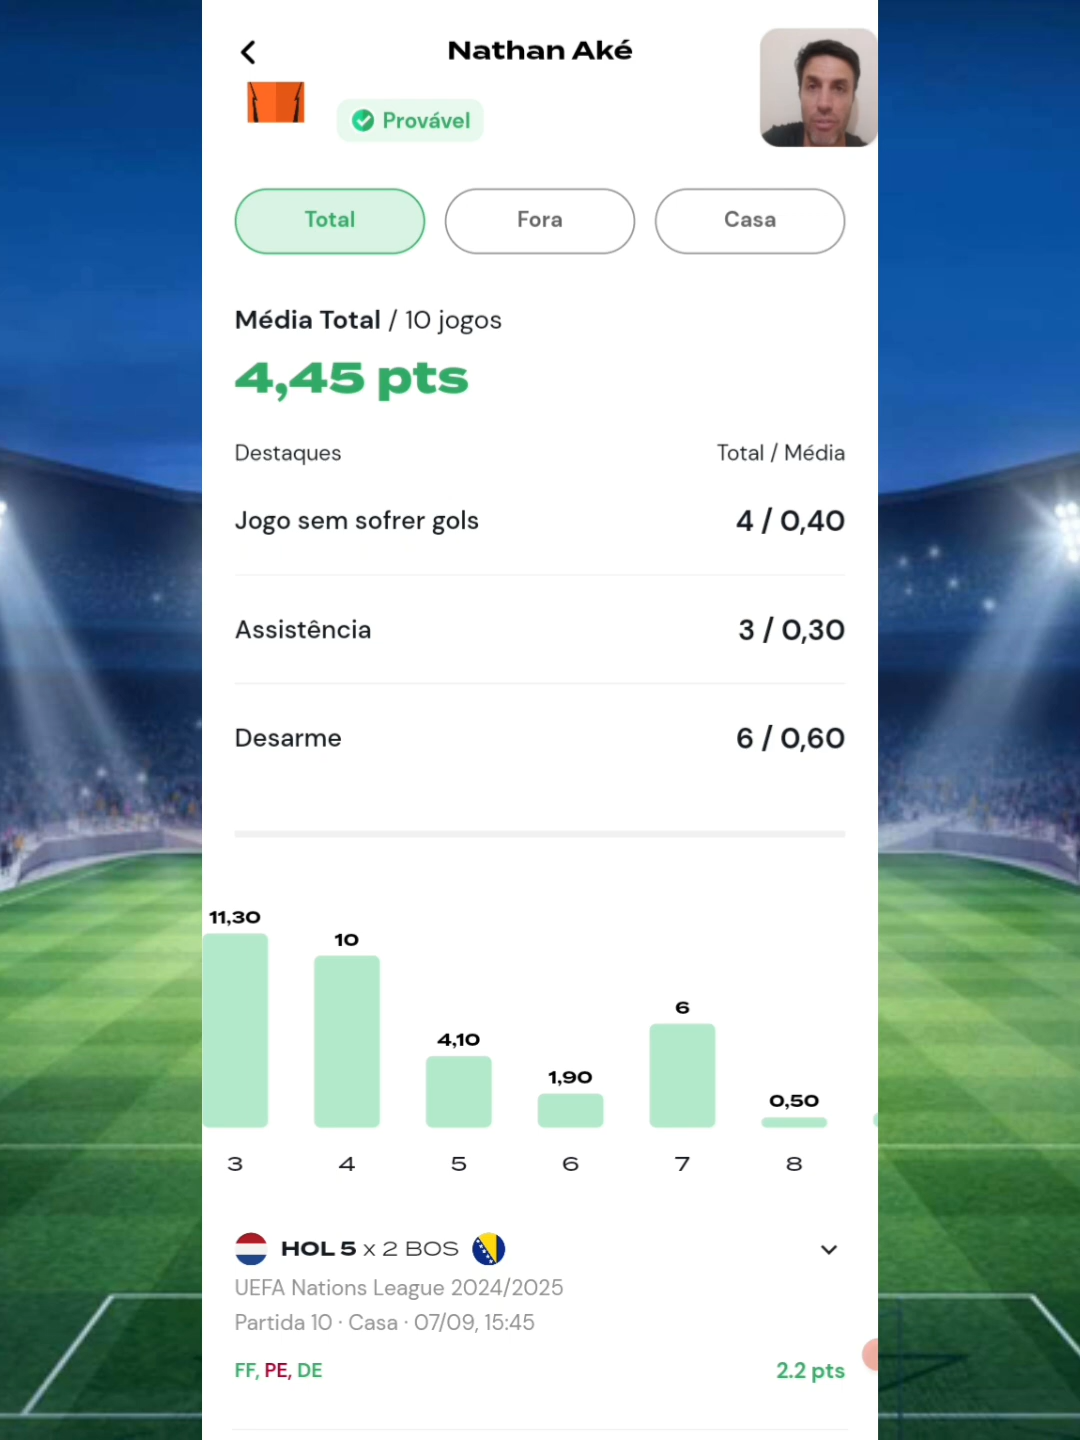 Nathan Aké
Provável
Total
Fora
Casa
Média Total / 10 jogos
4,45 pts
Destaques
Total / Média
Jogo sem sofrer gols
4 / 0,40
Assistência
3 / 0,30
Desarme
6 / 0,60
11,30
10
4,10
1,90
6
0,50
3
4
5
6
7
8
HOL 5 x 2 BOS
UEFA Nations League 2024/2025
Partida 10 · Casa · 07/09, 15:45
FF, PE, DE
2.2 pts